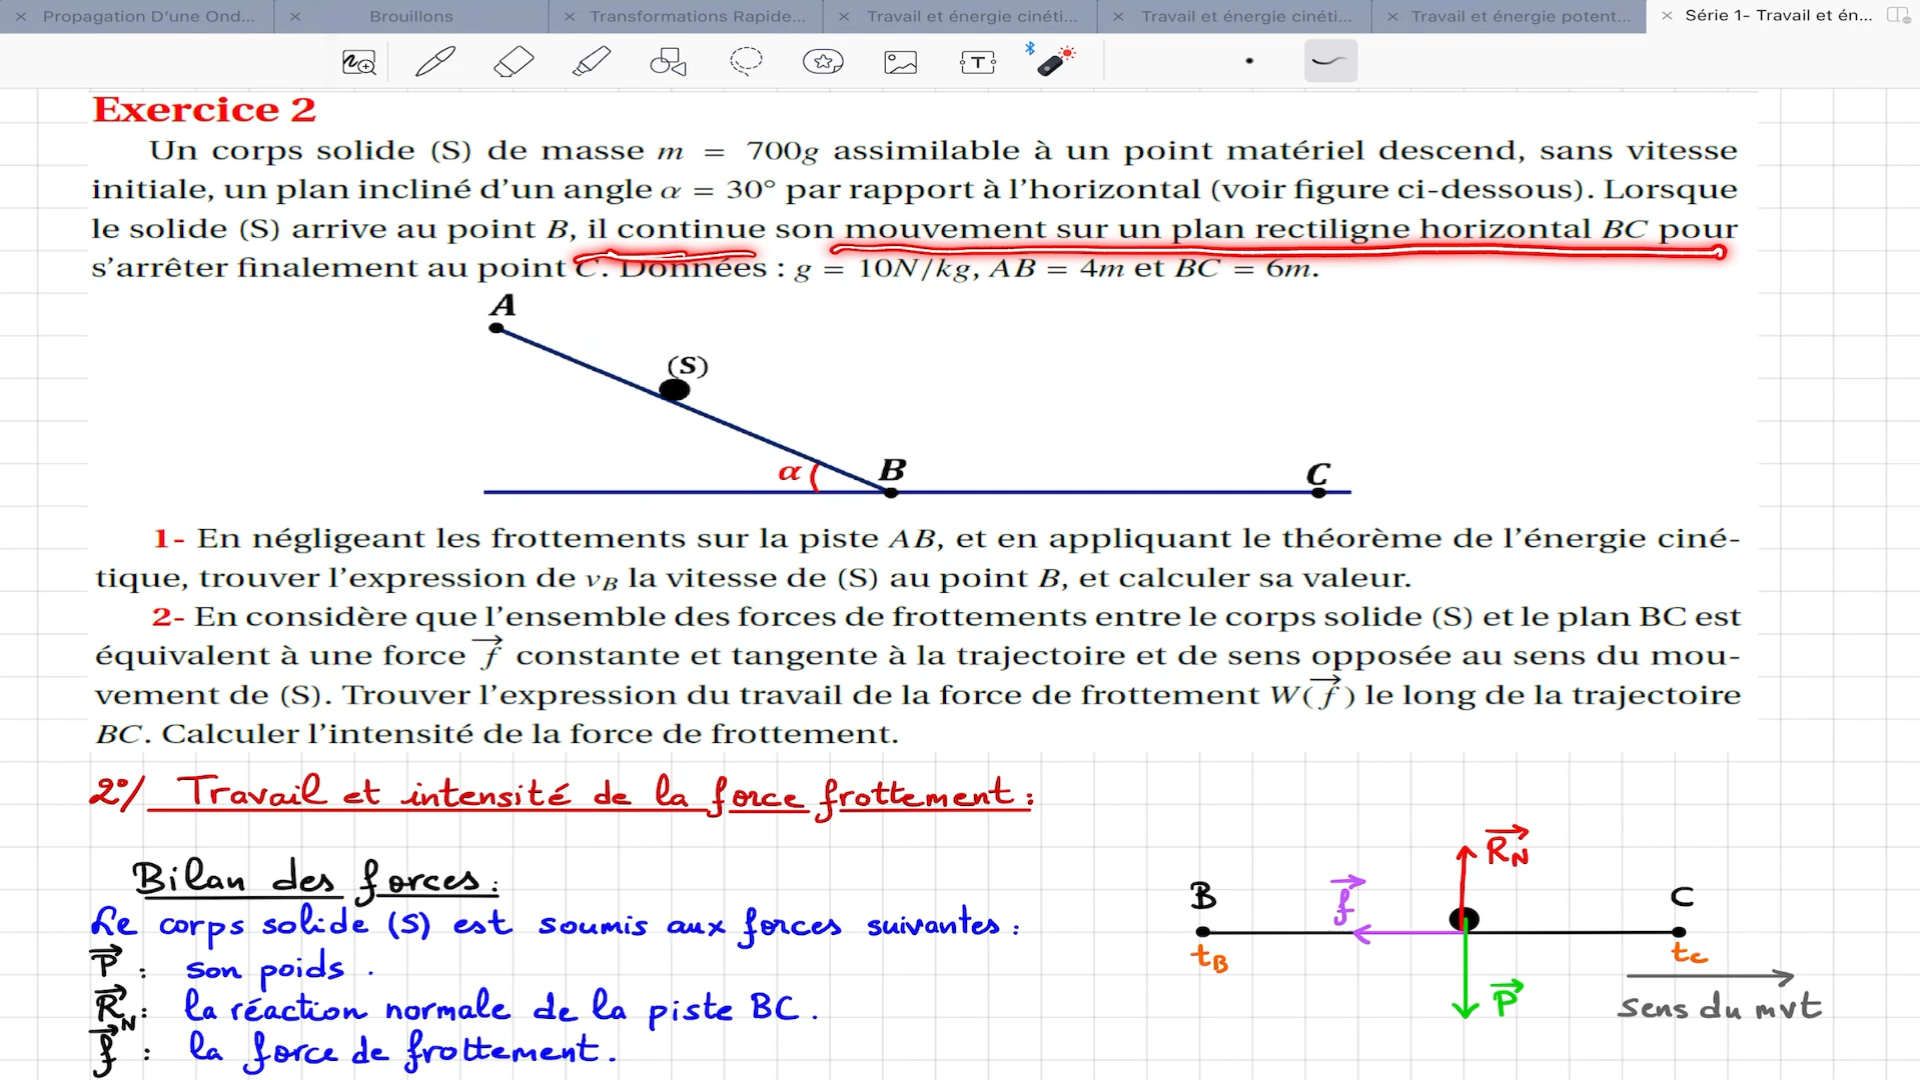 Propagation D'une Ond... Brouillons Transformations Rapide... Travail et énergie cinéti... Travail et énergie cinéti... Travail et énergie potent... Série 1- Travail et én...
Exercice 2
Un corps solide (S) de masse m = 700g assimilable à un point matériel descend, sans vitesse
initiale, un plan incliné d'un angle α = 30° par rapport à l'horizontal (voir figure ci-dessous). Lorsque
le solide (S) arrive au point B, il continue son mouvement sur un plan rectiligne horizontal BC pour
s'arrêter finalement au point C. Données : g = 10N/kg, AB = 4m et BC = 6m.
A
(S)
α
B
C
1- En négligeant les frottements sur la piste AB, et en appliquant le théorème de l'énergie ciné-
tique, trouver l'expression de vB la vitesse de (S) au point B, et calculer sa valeur.
2- En considère que l'ensemble des forces de frottements entre le corps solide (S) et le plan BC est
équivalent à une force f⃗ constante et tangente à la trajectoire et de sens opposée au sens du mou-
vement de (S). Trouver l'expression du travail de la force de frottement W(f⃗) le long de la trajectoire
BC. Calculer l'intensité de la force de frottement.
2°/ Travail et intensité de la force frottement :
Bilan des forces :
Le corps solide (S) est soumis aux forces suivantes :
P⃗ : son poids .
R⃗N : la réaction normale de la piste BC .
f⃗ : la force de frottement .
R⃗N
B
f⃗
C
tB
tC
P⃗
sens du mvt